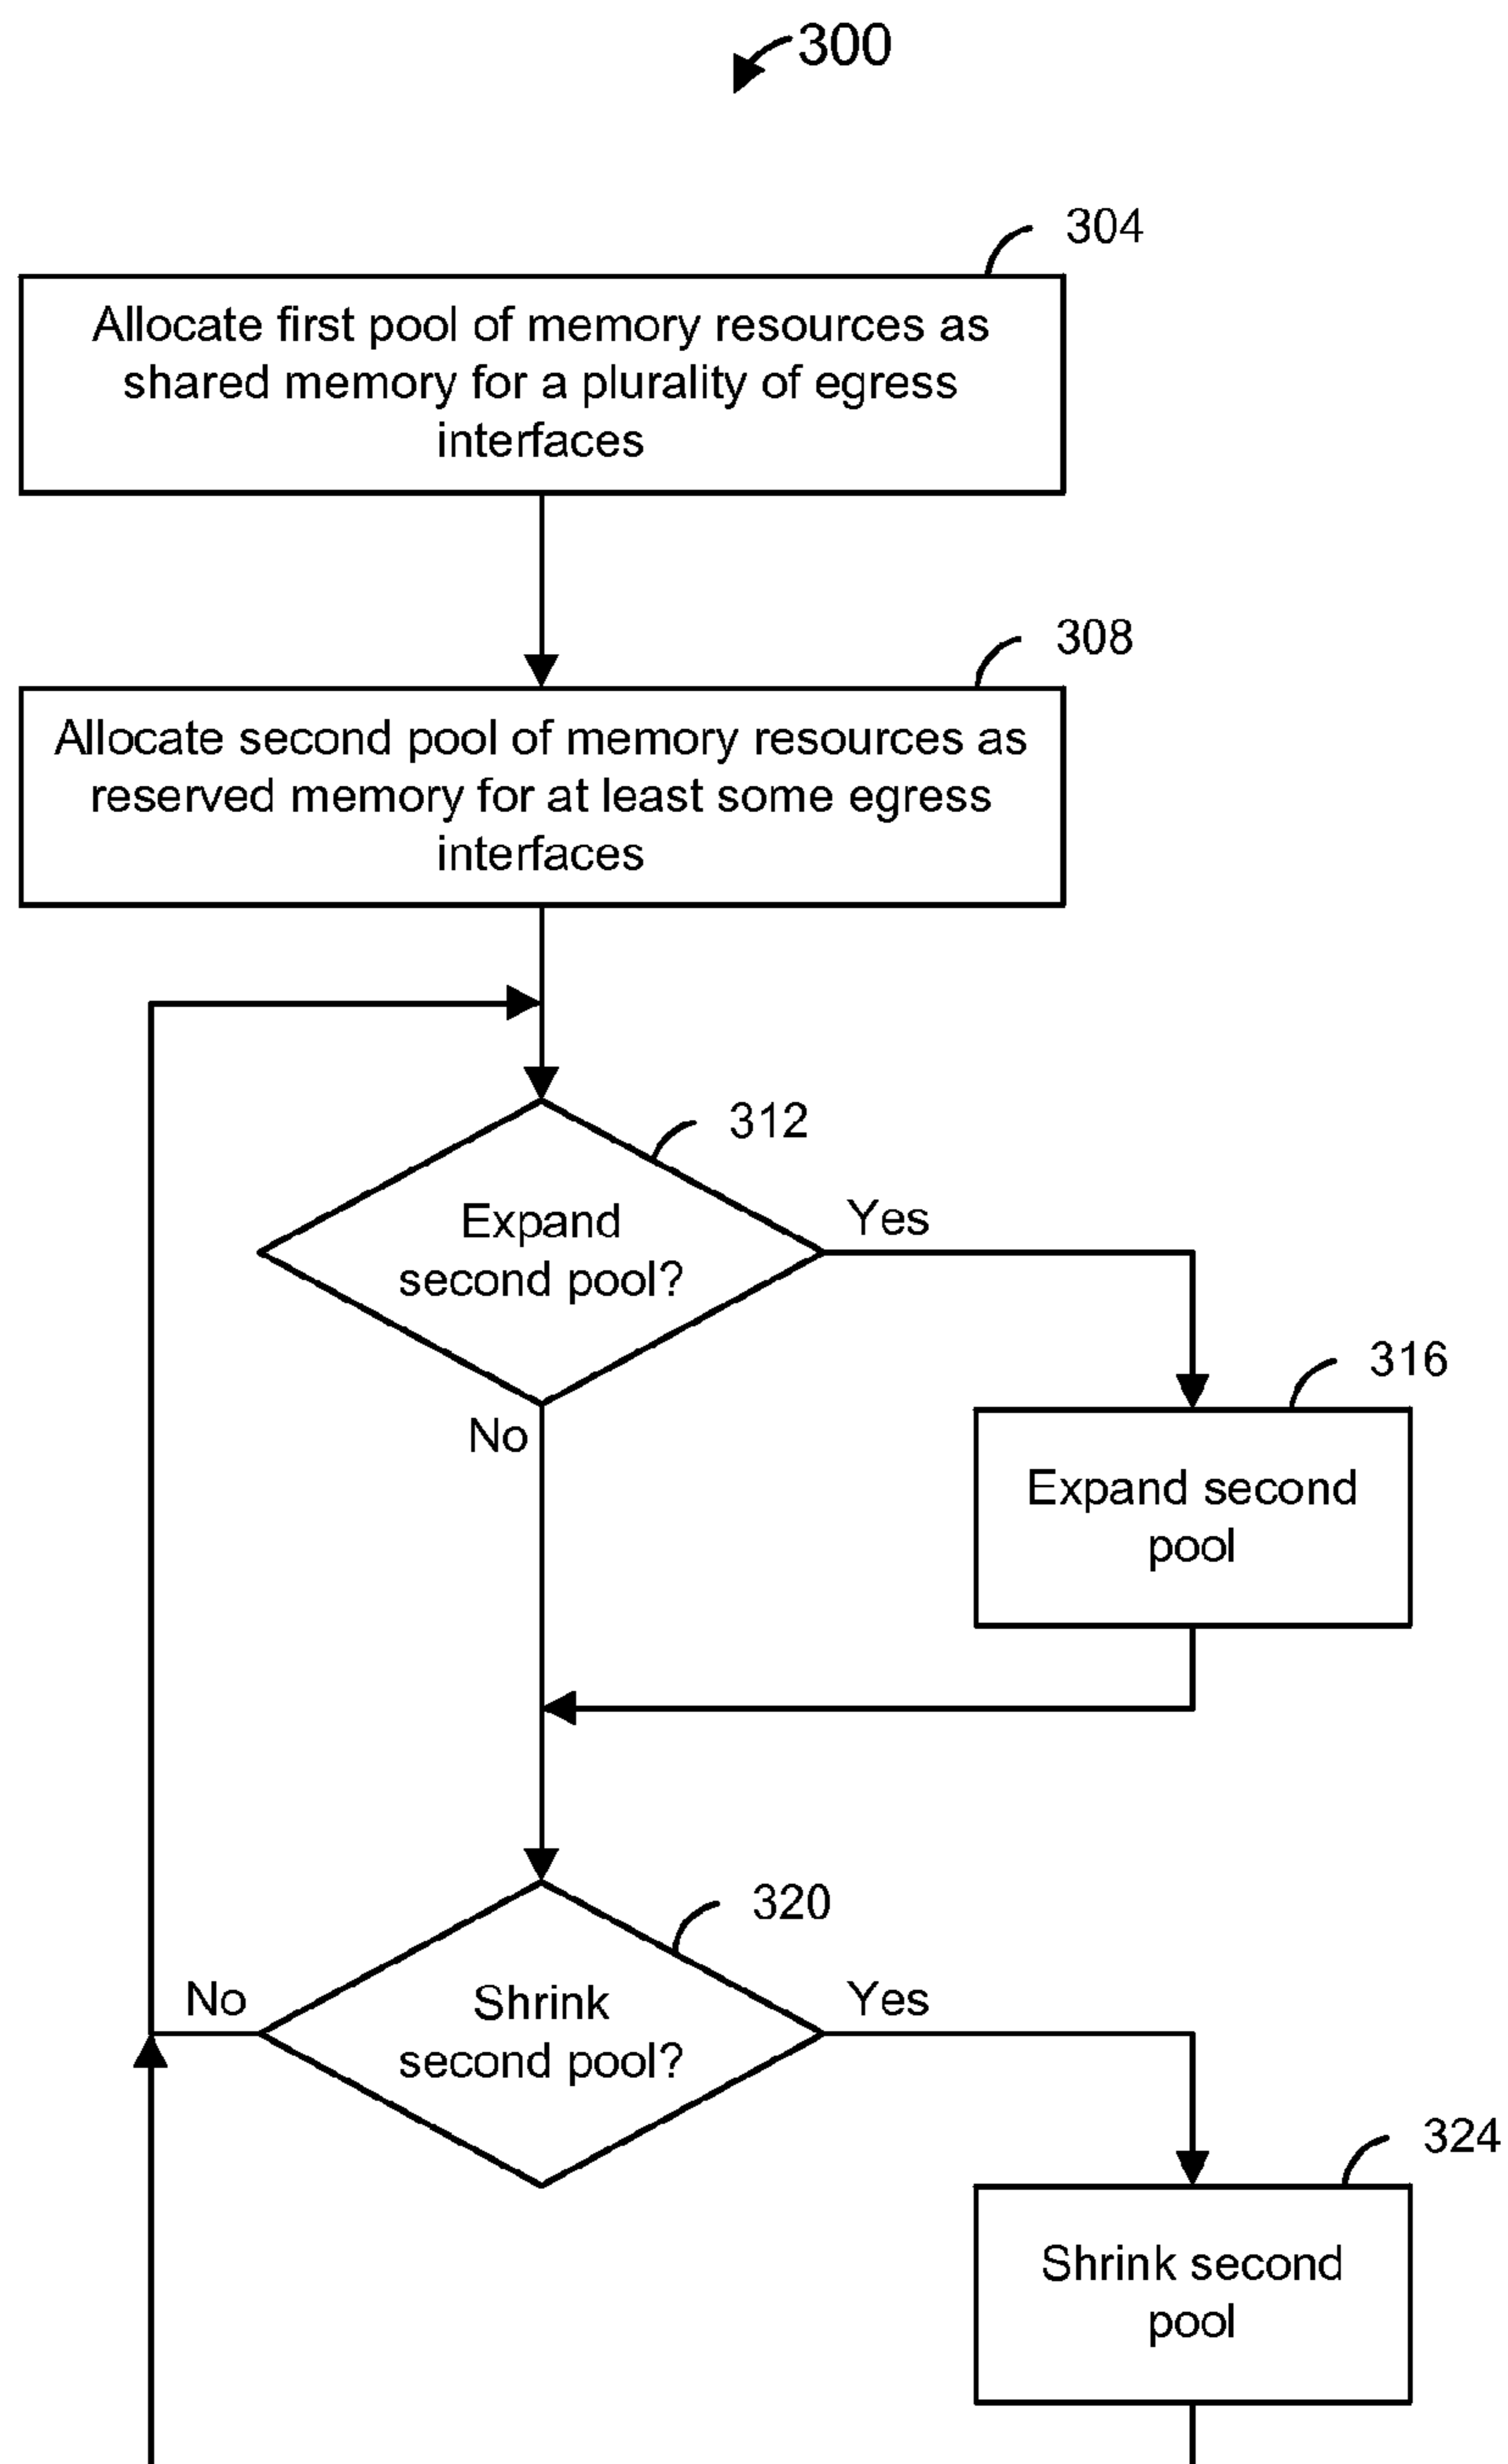 300
304
Allocate first pool of memory resources as
shared memory for a plurality of egress
interfaces
308
Allocate second pool of memory resources as
reserved memory for at least some egress
interfaces
312
Expand
second pool?
Yes
No
316
Expand second
pool
320
Shrink
second pool?
No
Yes
324
Shrink second
pool